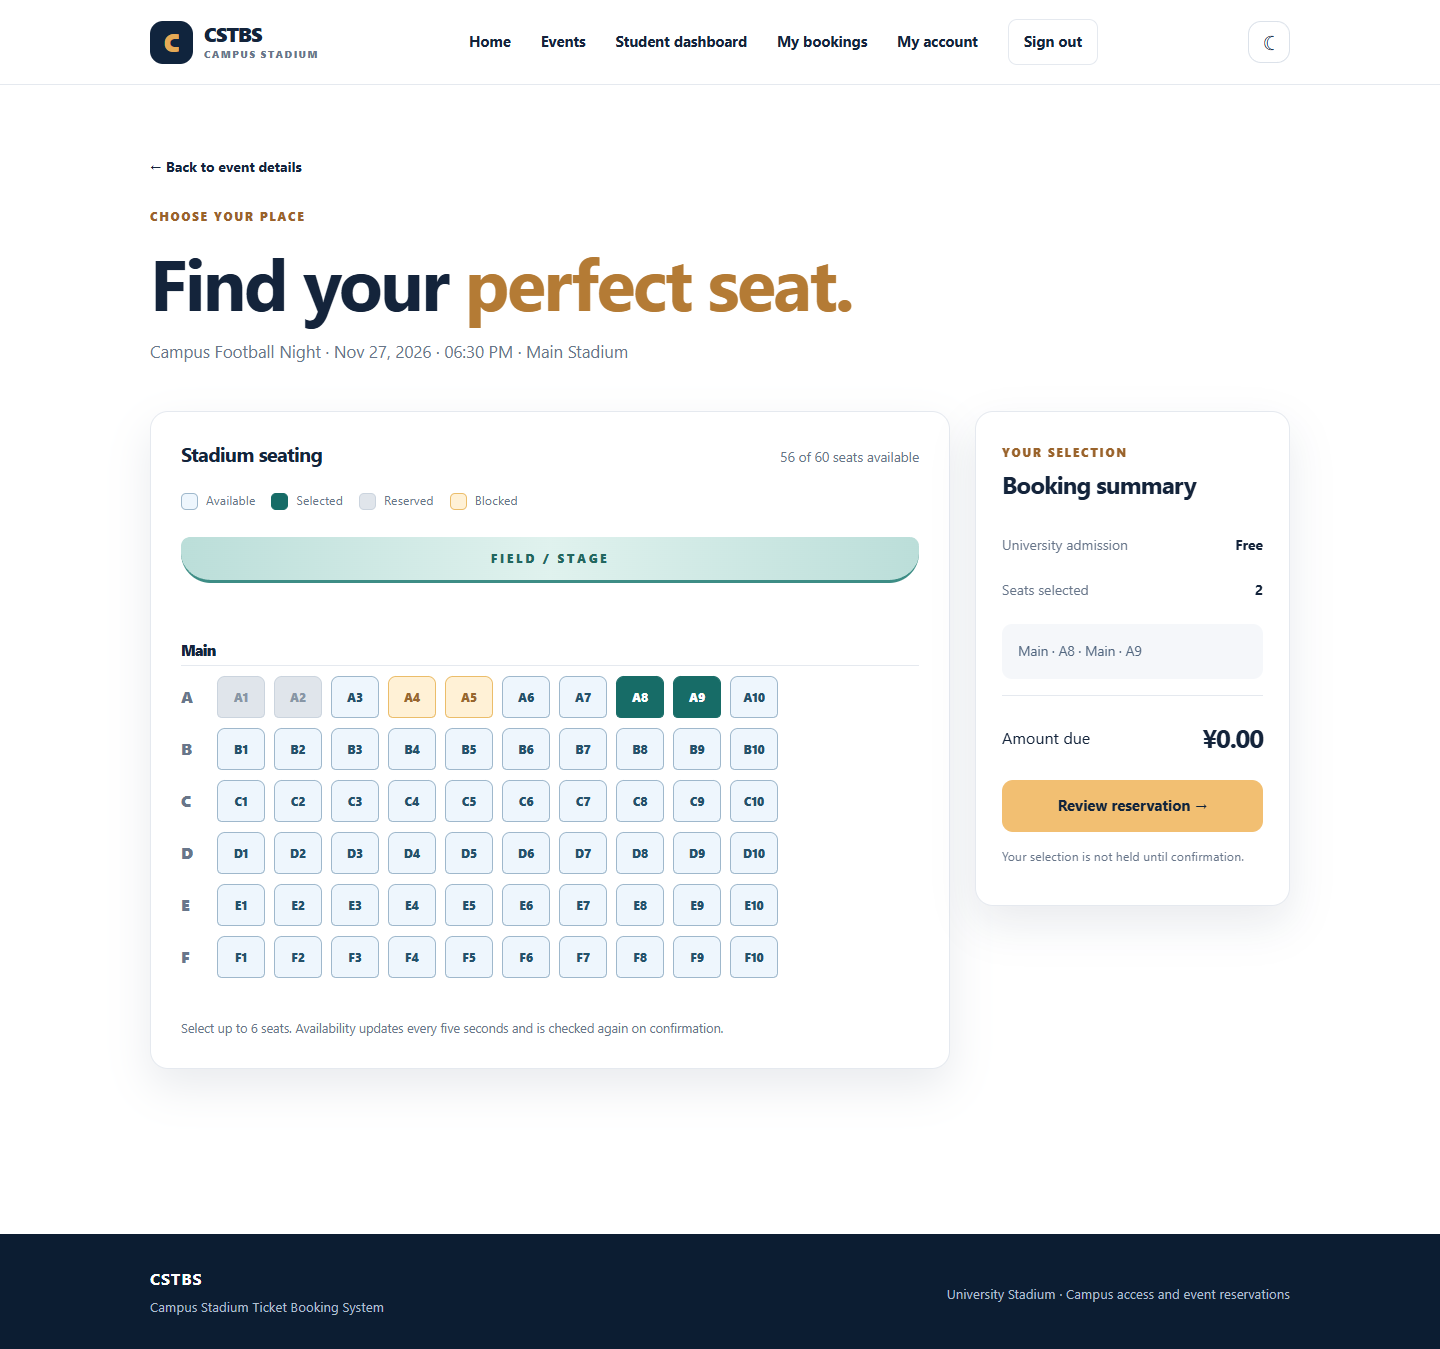 C
CSTBS
CAMPUS STADIUM
Home Events Student dashboard My bookings My account Sign out
← Back to event details
CHOOSE YOUR PLACE
Find your perfect seat.
Campus Football Night · Nov 27, 2026 · 06:30 PM · Main Stadium
Stadium seating
56 of 60 seats available
Available Selected Reserved Blocked
FIELD / STAGE
Main
A A1 A2 A3 A4 A5 A6 A7 A8 A9 A10
B B1 B2 B3 B4 B5 B6 B7 B8 B9 B10
C C1 C2 C3 C4 C5 C6 C7 C8 C9 C10
D D1 D2 D3 D4 D5 D6 D7 D8 D9 D10
E E1 E2 E3 E4 E5 E6 E7 E8 E9 E10
F F1 F2 F3 F4 F5 F6 F7 F8 F9 F10
Select up to 6 seats. Availability updates every five seconds and is checked again on confirmation.
YOUR SELECTION
Booking summary
University admission Free
Seats selected 2
Main · A8 · Main · A9
Amount due ¥0.00
Review reservation →
Your selection is not held until confirmation.
CSTBS
Campus Stadium Ticket Booking System
University Stadium · Campus access and event reservations